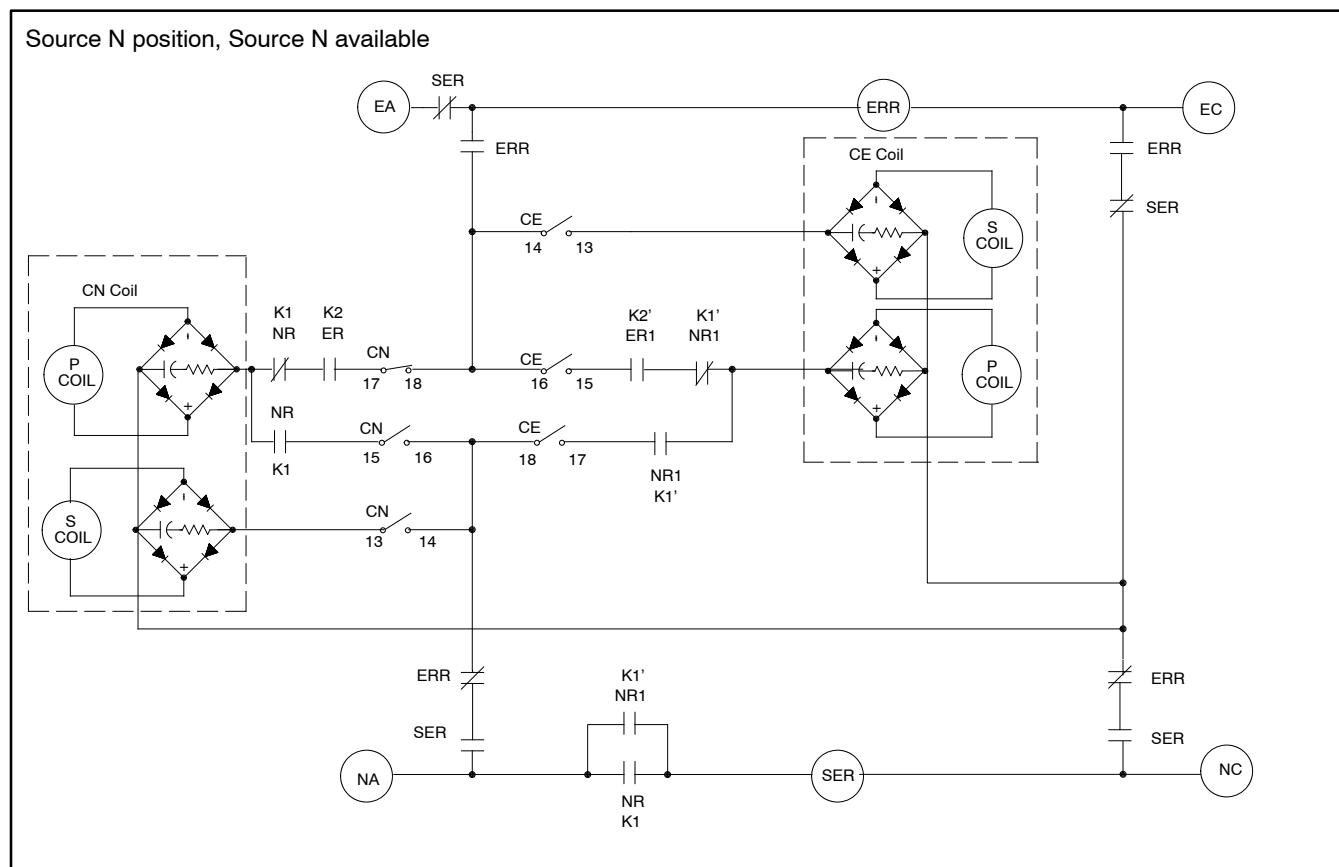 Source N position, Source N available
SER
EA
ERR
EC
ERR
ERR
CE Coil
SER
CE
14 13
S
COIL
-
+
CN Coil
K1
NR
K2
ER
CN
17 18
CE
16 15
K2'
ER1
K1'
NR1
P
COIL
-
+
P
COIL
-
+
NR
K1
CN
15 16
CE
18 17
NR1
K1'
S
COIL
-
+
CN
13 14
ERR
SER
K1'
NR1
ERR
SER
NA
NR
K1
SER
NC